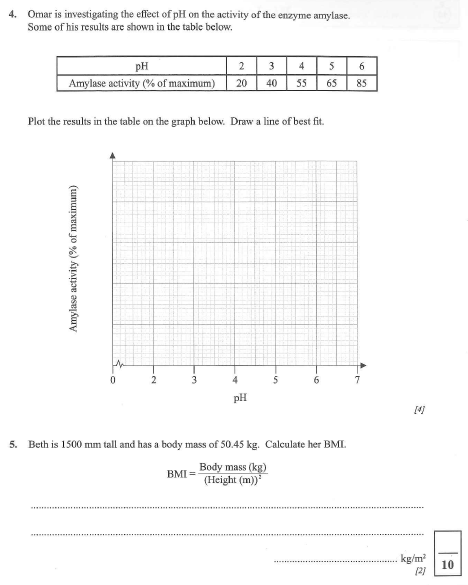 4. Omar is investigating the effect of pH on the activity of the enzyme amylase.
Some of his results are shown in the table below.
pH 2 3 4 5 6
Amylase activity (% of maximum) 20 40 55 65 85
Plot the results in the table on the graph below. Draw a line of best fit.
Amylase activity (% of maximum)
0 2 3 4 5 6 7
pH
[4]
5. Beth is 1500 mm tall and has a body mass of 50.45 kg. Calculate her BMI.
BMI = Body mass (kg)
(Height (m))²
kg/m²
[2]
10